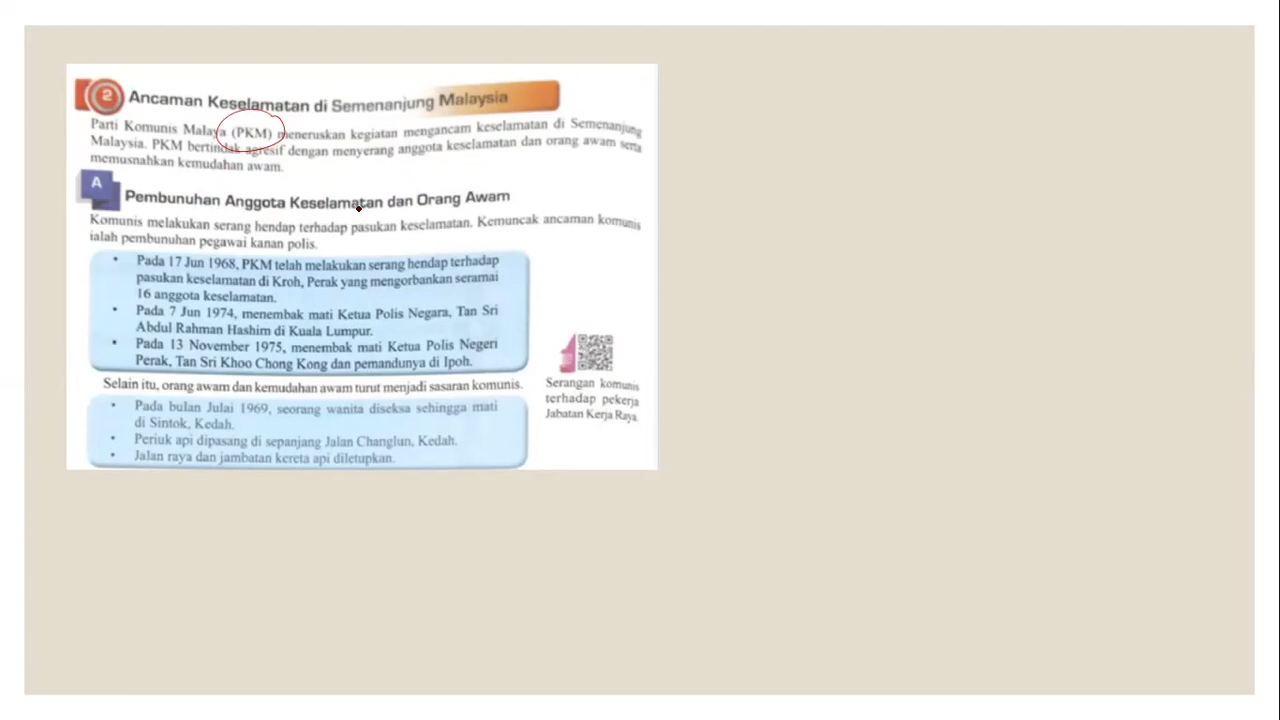 2 Ancaman Keselamatan di Semenanjung Malaysia
Parti Komunis Malaya (PKM) meneruskan kegiatan mengancam keselamatan di Semenanjung
Malaysia. PKM bertindak agresif dengan menyerang anggota keselamatan dan orang awam serta
memusnahkan kemudahan awam.
A Pembunuhan Anggota Keselamatan dan Orang Awam
Komunis melakukan serang hendap terhadap pasukan keselamatan. Kemuncak ancaman komunis
ialah pembunuhan pegawai kanan polis.
• Pada 17 Jun 1968, PKM telah melakukan serang hendap terhadap
pasukan keselamatan di Kroh, Perak yang mengorbankan seramai
16 anggota keselamatan.
• Pada 7 Jun 1974, menembak mati Ketua Polis Negara, Tan Sri
Abdul Rahman Hashim di Kuala Lumpur.
• Pada 13 November 1975, menembak mati Ketua Polis Negeri
Perak, Tan Sri Khoo Chong Kong dan pemandunya di Ipoh.
Selain itu, orang awam dan kemudahan awam turut menjadi sasaran komunis.
• Pada bulan Julai 1969, seorang wanita diseksa sehingga mati
di Sintok, Kedah.
• Periuk api dipasang di sepanjang Jalan Changlun, Kedah.
• Jalan raya dan jambatan kereta api diletupkan.
Serangan komunis
terhadap pekerja
Jabatan Kerja Raya.